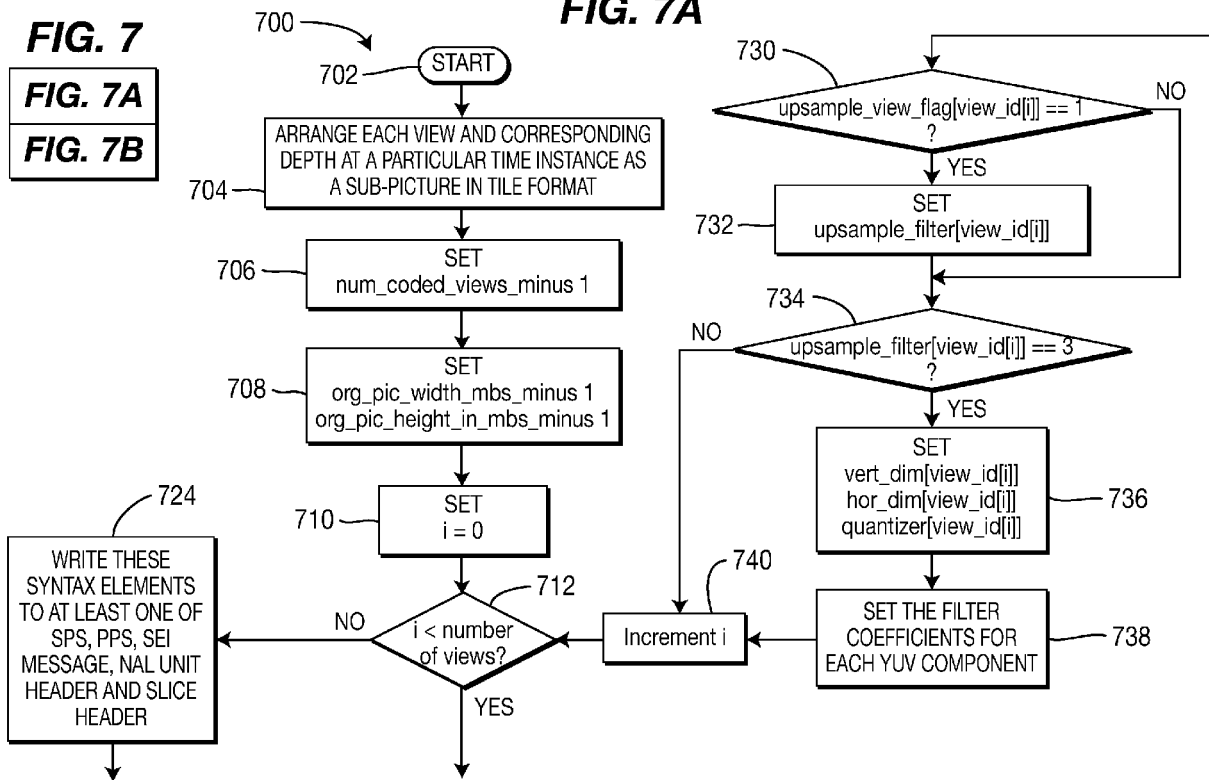 FIG. 7A
FIG. 7
FIG. 7A
FIG. 7B
700
702
START
704
ARRANGE EACH VIEW AND CORRESPONDING
DEPTH AT A PARTICULAR TIME INSTANCE AS
A SUB-PICTURE IN TILE FORMAT
706
SET
num_coded_views_minus 1
708
SET
org_pic_width_mbs_minus 1
org_pic_height_in_mbs_minus 1
710
SET
i = 0
712
i < number
of views?
NO
YES
724
WRITE THESE
SYNTAX ELEMENTS
TO AT LEAST ONE OF
SPS, PPS, SEI
MESSAGE, NAL UNIT
HEADER AND SLICE
HEADER
730
upsample_view_flag[view_id[i]] == 1
?
NO
YES
732
SET
upsample_filter[view_id[i]]
734
upsample_filter[view_id[i]] == 3
?
NO
YES
SET
vert_dim[view_id[i]]
hor_dim[view_id[i]]
quantizer[view_id[i]]
736
SET THE FILTER
COEFFICIENTS FOR
EACH YUV COMPONENT
738
740
Increment i